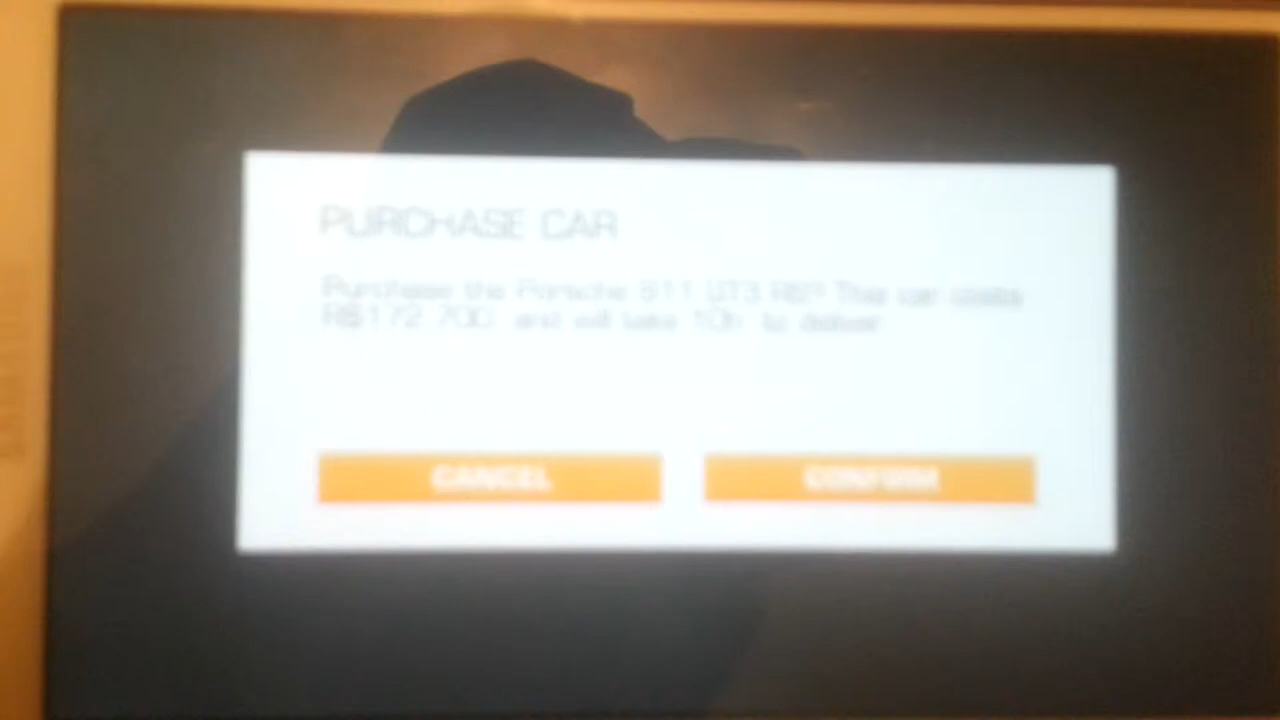 PURCHASE CAR
Purchase the Porsche 911 GT3 RS? This car costs
R$172,700 and will take 10h to deliver
CANCEL
CONFIRM